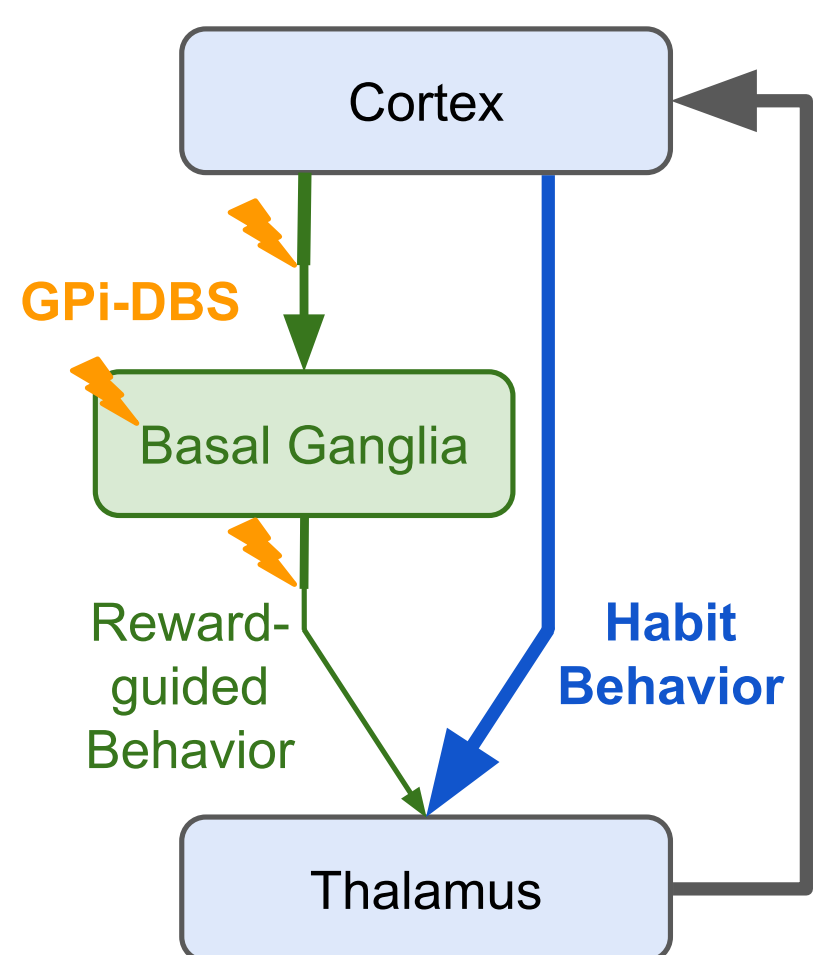 Cortex
GPi-DBS
Basal Ganglia
Reward-
guided
Behavior
Habit
Behavior
Thalamus